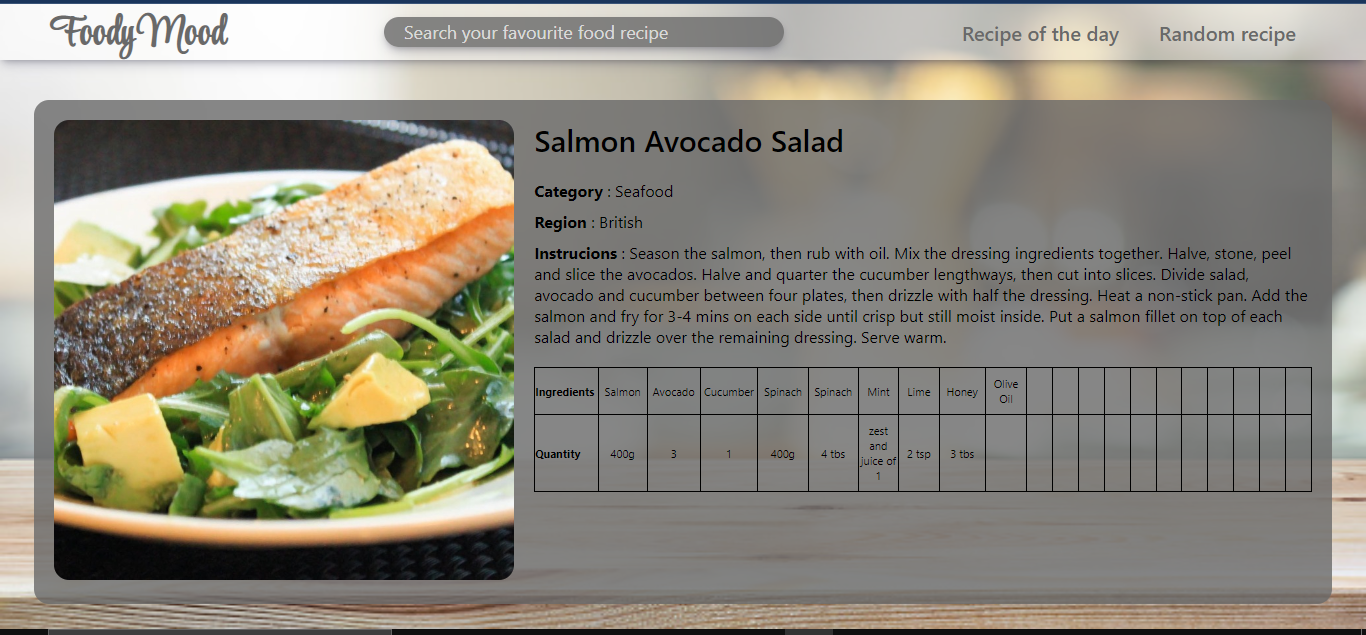 FoodyMood
Search your favourite food recipe
Recipe of the day
Random recipe
Salmon Avocado Salad
Category : Seafood
Region : British
Instrucions : Season the salmon, then rub with oil. Mix the dressing ingredients together. Halve, stone, peel
and slice the avocados. Halve and quarter the cucumber lengthways, then cut into slices. Divide salad,
avocado and cucumber between four plates, then drizzle with half the dressing. Heat a non-stick pan. Add the
salmon and fry for 3-4 mins on each side until crisp but still moist inside. Put a salmon fillet on top of each
salad and drizzle over the remaining dressing. Serve warm.
Ingredients Salmon Avocado Cucumber Spinach Spinach Mint Lime Honey Olive
Oil
Quantity 400g 3 1 400g 4 tbs zest
and
juice of
1 2 tsp 3 tbs